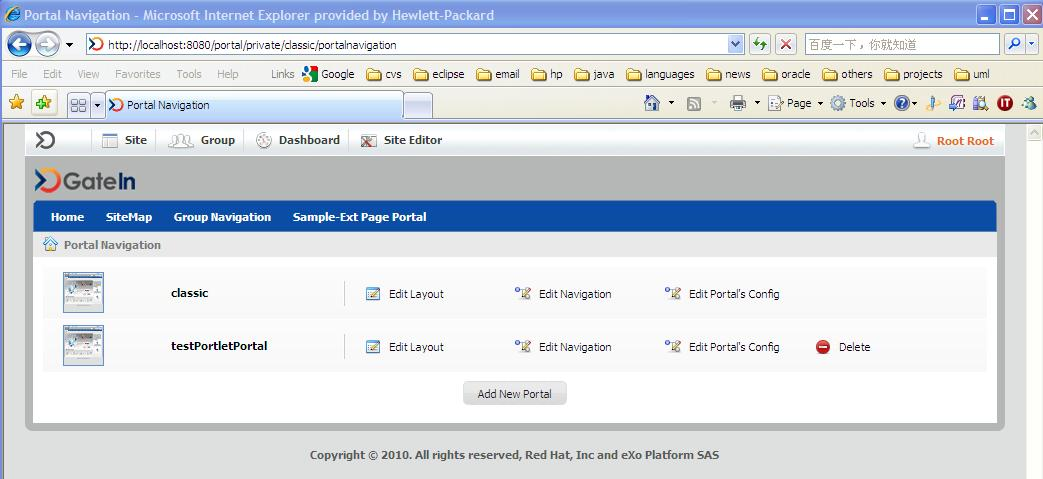 Portal Navigation - Microsoft Internet Explorer provided by Hewlett-Packard
http://localhost:8080/portal/private/classic/portalnavigation
百度一下，你就知道
File Edit View Favorites Tools Help Links Google cvs eclipse email hp java languages news oracle others projects uml
Portal Navigation Page Tools
Site Group Dashboard Site Editor Root Root
GateIn
Home SiteMap Group Navigation Sample-Ext Page Portal
Portal Navigation
classic Edit Layout Edit Navigation Edit Portal's Config
testPortletPortal Edit Layout Edit Navigation Edit Portal's Config Delete
Add New Portal
Copyright © 2010. All rights reserved, Red Hat, Inc and eXo Platform SAS